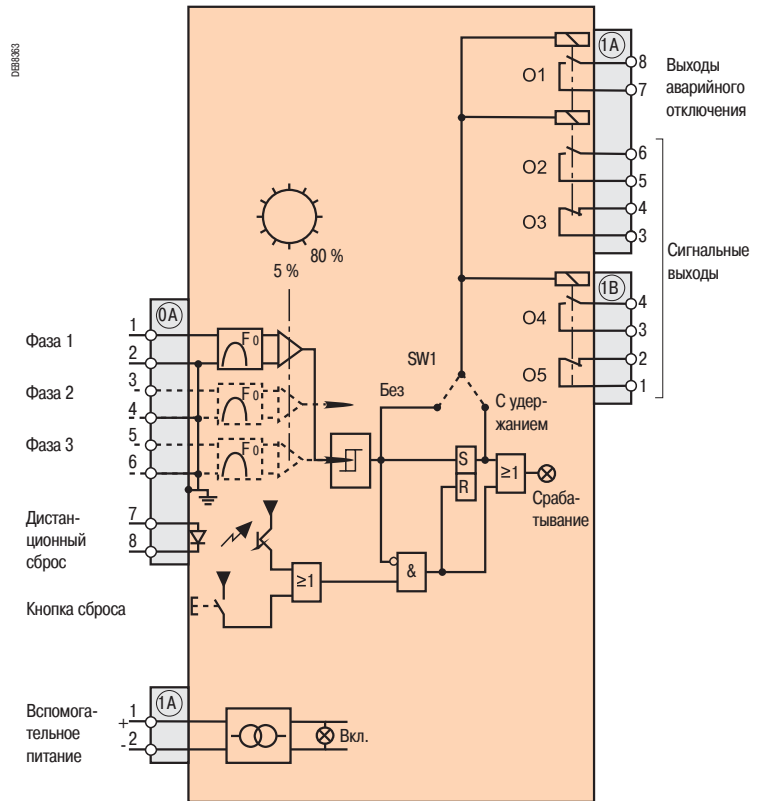 DEB8363
1A
8
Выходы
аварийного
отключения
O1
7
6
O2
5
4
O3
3
Сигнальные
выходы
80 %
5 %
1B
4
O4
3
2
O5
1
0A
Фаза 1
1
2
F0
Фаза 2
3
4
F0
Фаза 3
5
6
F0
SW1
Без
С удер-
жанием
S
R
≥1
Сраба-
тывание
&
Дистан-
ционный
сброс
7
8
≥1
Кнопка сброса
1A
Вспомога-
тельное
питание
+ 1
- 2
Вкл.